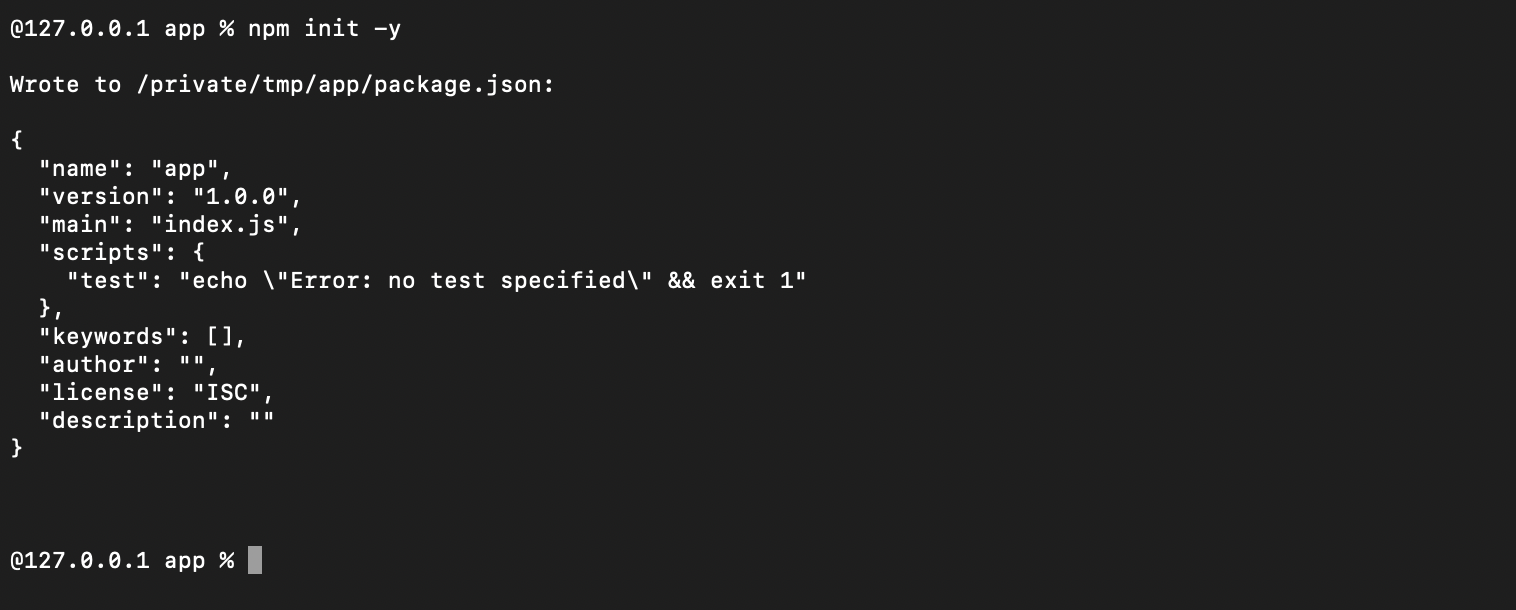 @127.0.0.1 app % npm init -y
Wrote to /private/tmp/app/package.json:
{
  "name": "app",
  "version": "1.0.0",
  "main": "index.js",
  "scripts": {
    "test": "echo \"Error: no test specified\" && exit 1"
  },
  "keywords": [],
  "author": "",
  "license": "ISC",
  "description": ""
}
@127.0.0.1 app %